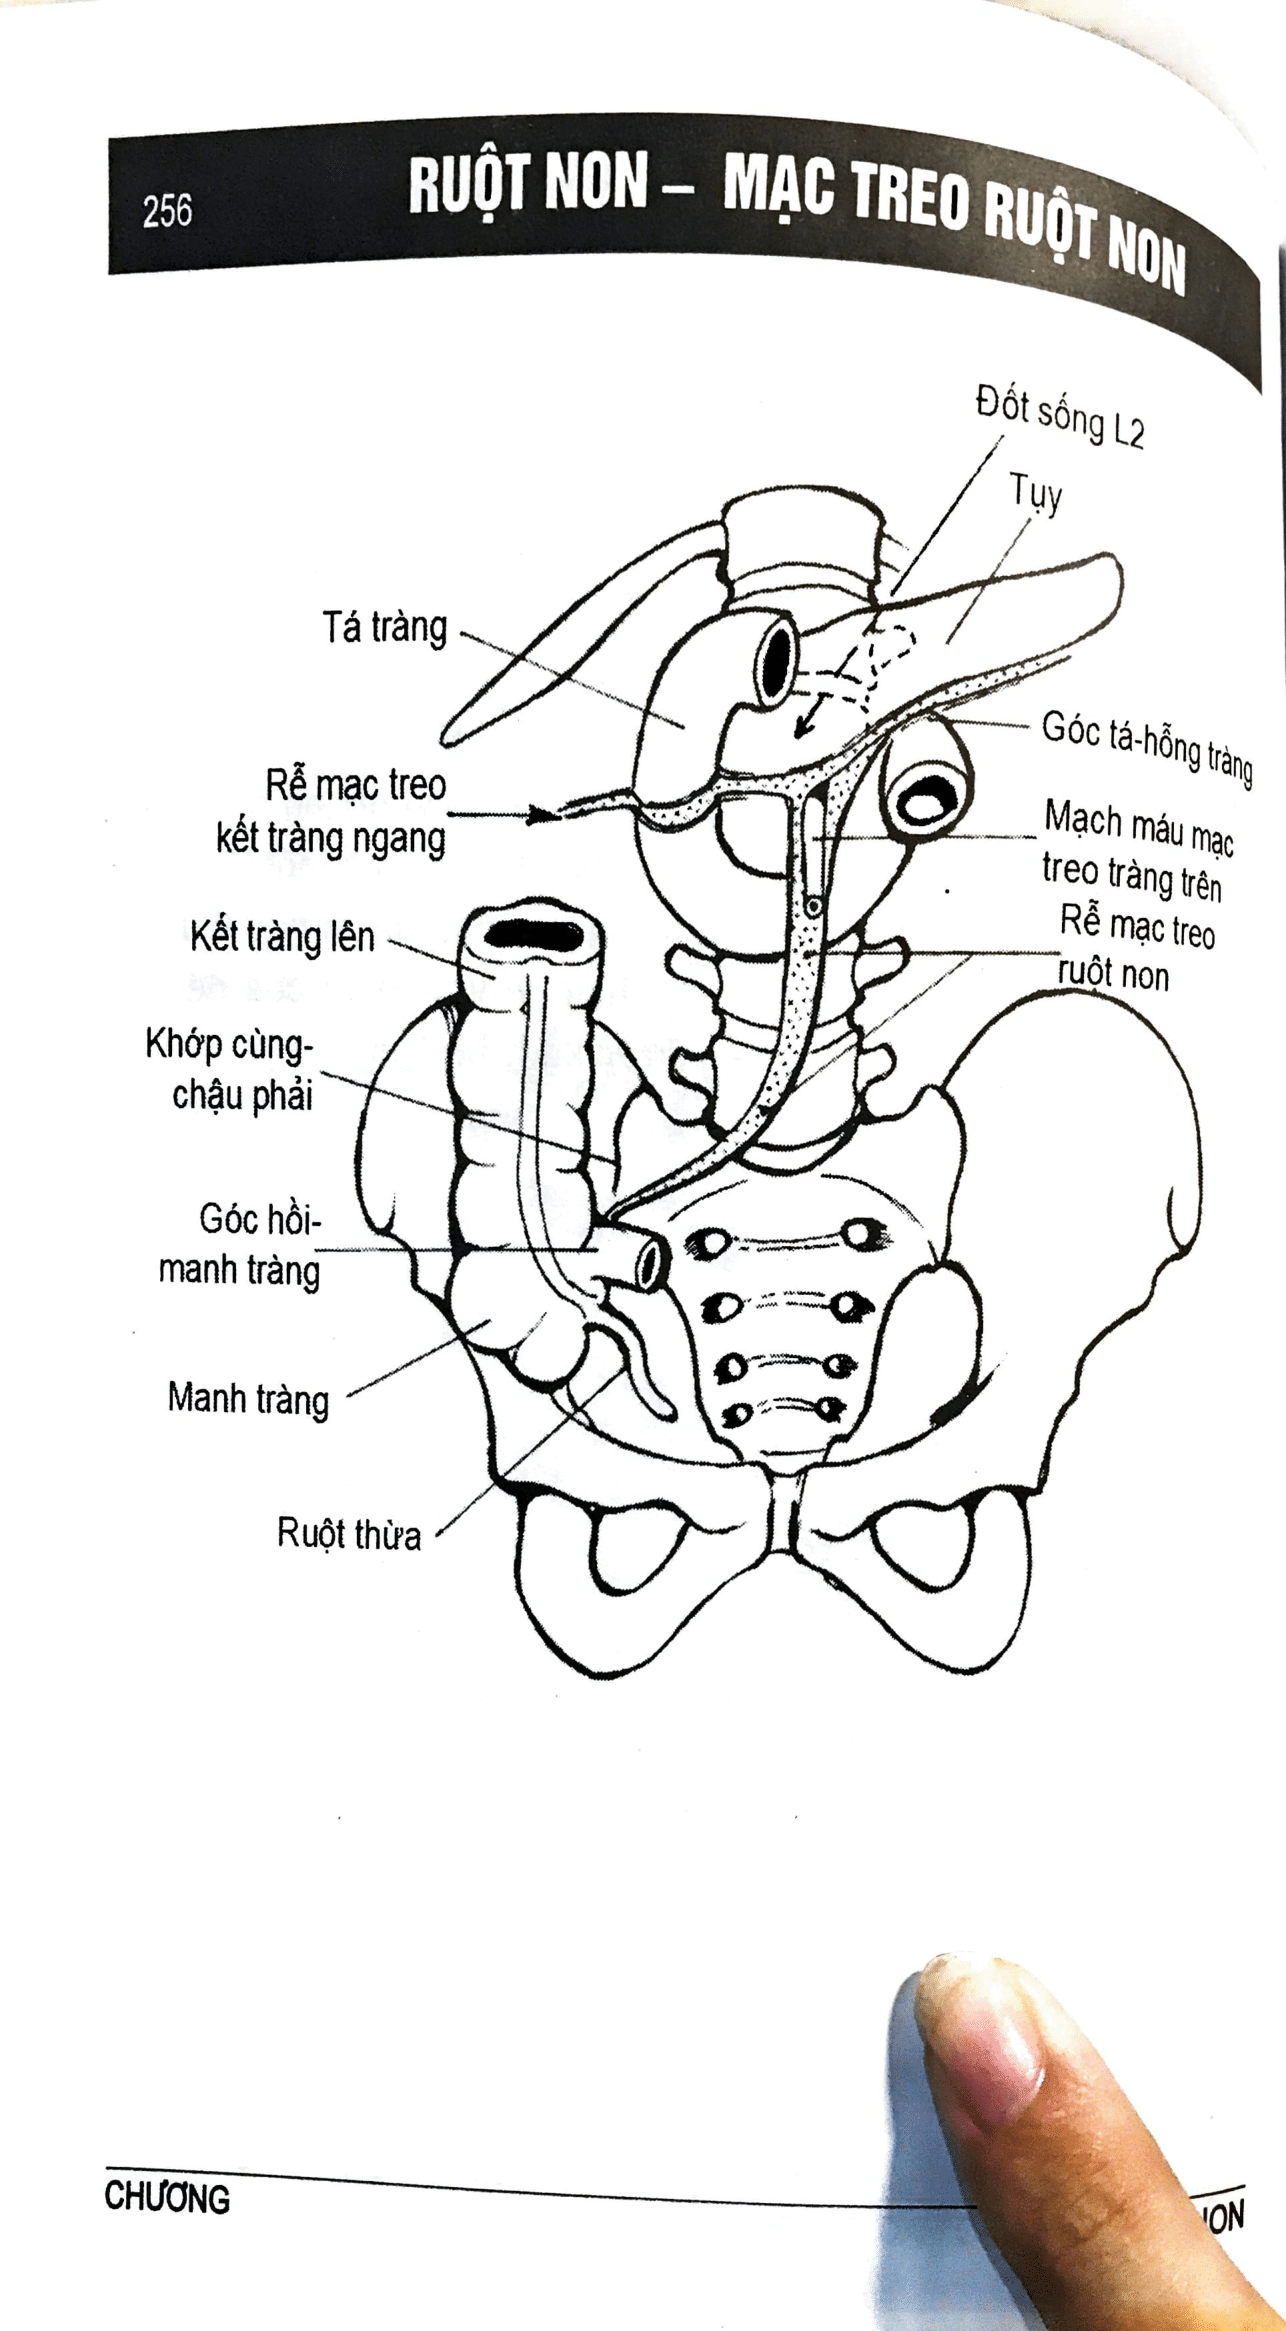 256
RUỘT NON – MẠC TREO RUỘT NON
Đốt sống L2
Tụy
Tá tràng
Góc tá-hỗng tràng
Rễ mạc treo
kết tràng ngang
Mạch máu mạc
treo tràng trên
Rễ mạc treo
ruột non
Kết tràng lên
Khớp cùng-
chậu phải
Góc hồi-
manh tràng
Manh tràng
Ruột thừa
CHƯƠNG